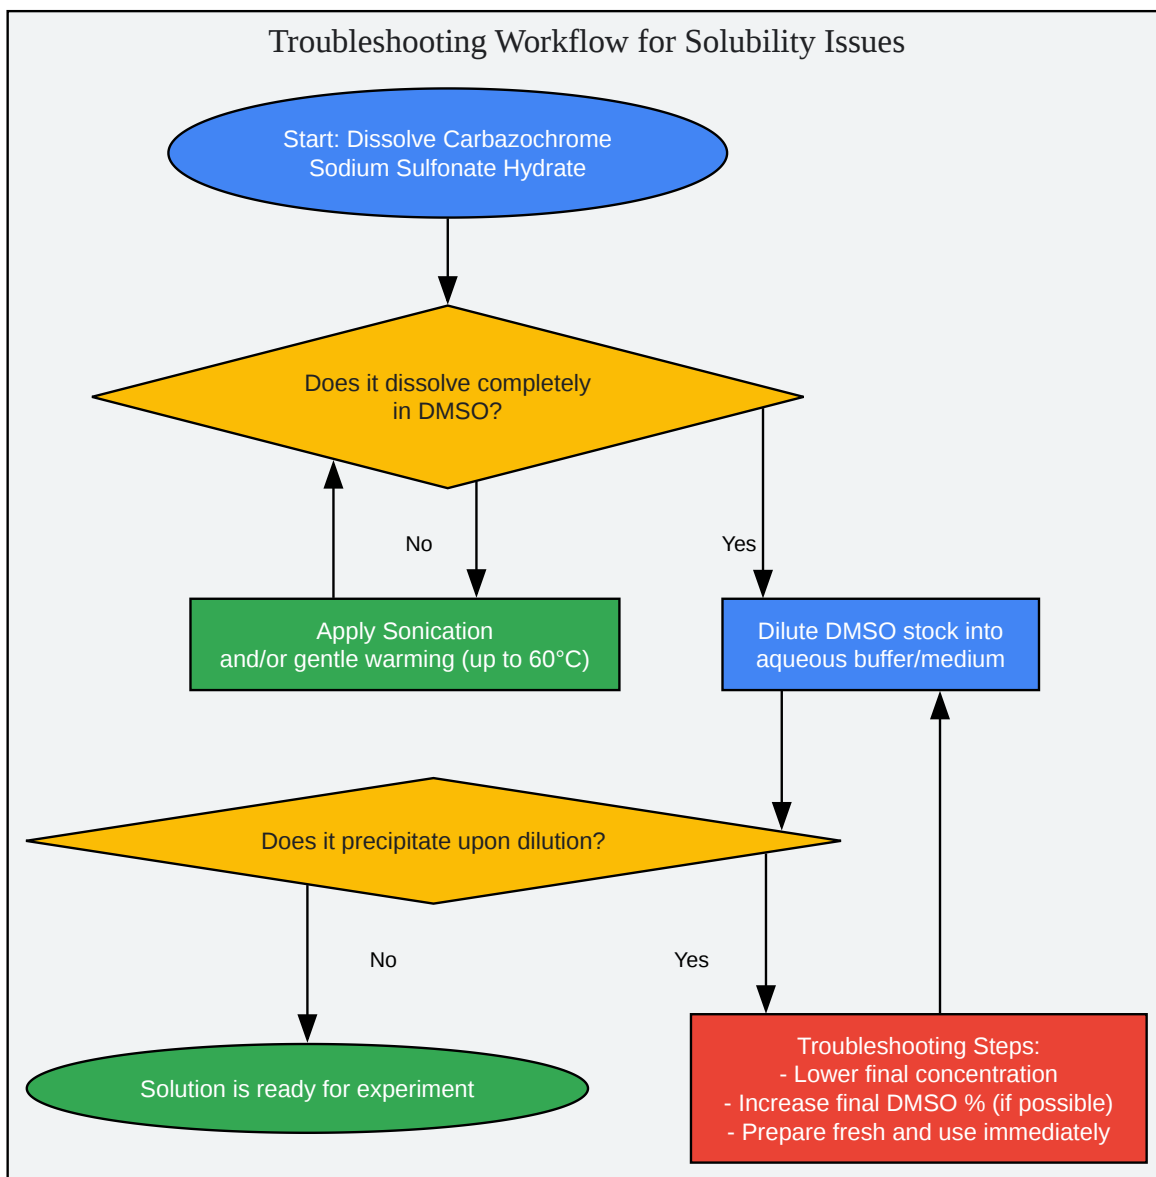 Troubleshooting Workflow for Solubility Issues
Start: Dissolve Carbazochrome
Sodium Sulfonate Hydrate
Does it dissolve completely
in DMSO?
No
Yes
Apply Sonication
and/or gentle warming (up to 60°C)
Dilute DMSO stock into
aqueous buffer/medium
Does it precipitate upon dilution?
No
Yes
Solution is ready for experiment
Troubleshooting Steps:
- Lower final concentration
- Increase final DMSO % (if possible)
- Prepare fresh and use immediately